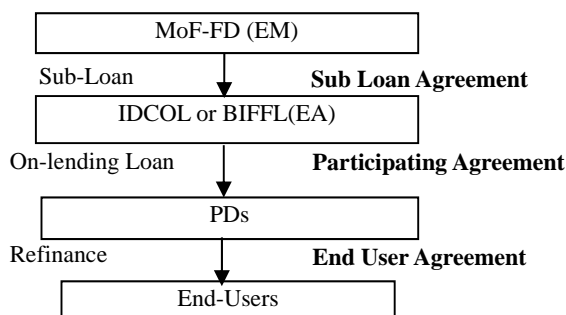 MoF-FD (EM)
Sub-Loan
Sub Loan Agreement
IDCOL or BIFFL(EA)
On-lending Loan
Participating Agreement
PDs
Refinance
End User Agreement
End-Users